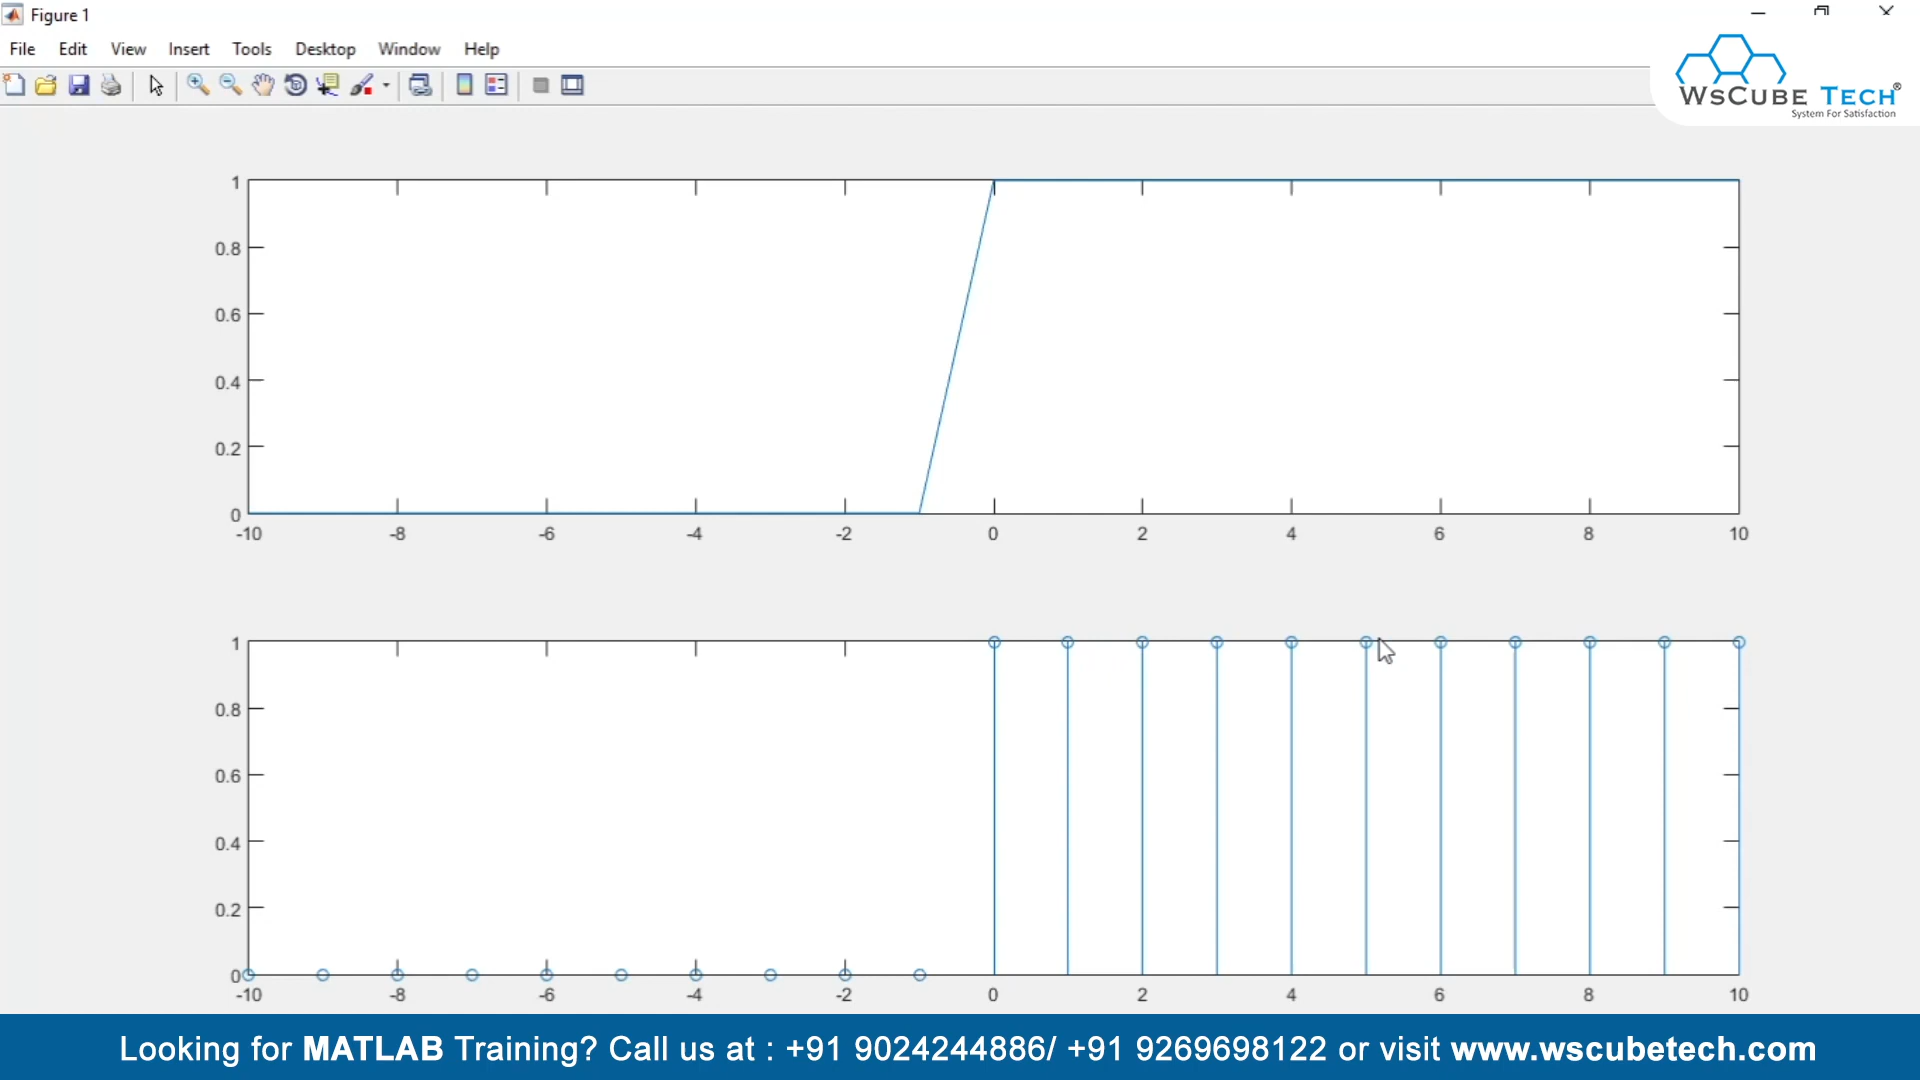 Figure 1
File Edit View Insert Tools Desktop Window Help
WsCube Tech®
System For Satisfaction
1
0.8
0.6
0.4
0.2
0
-10 -8 -6 -4 -2 0 2 4 6 8 10
1
0.8
0.6
0.4
0.2
0
-10 -8 -6 -4 -2 0 2 4 6 8 10
Looking for MATLAB Training? Call us at : +91 9024244886/ +91 9269698122 or visit www.wscubetech.com